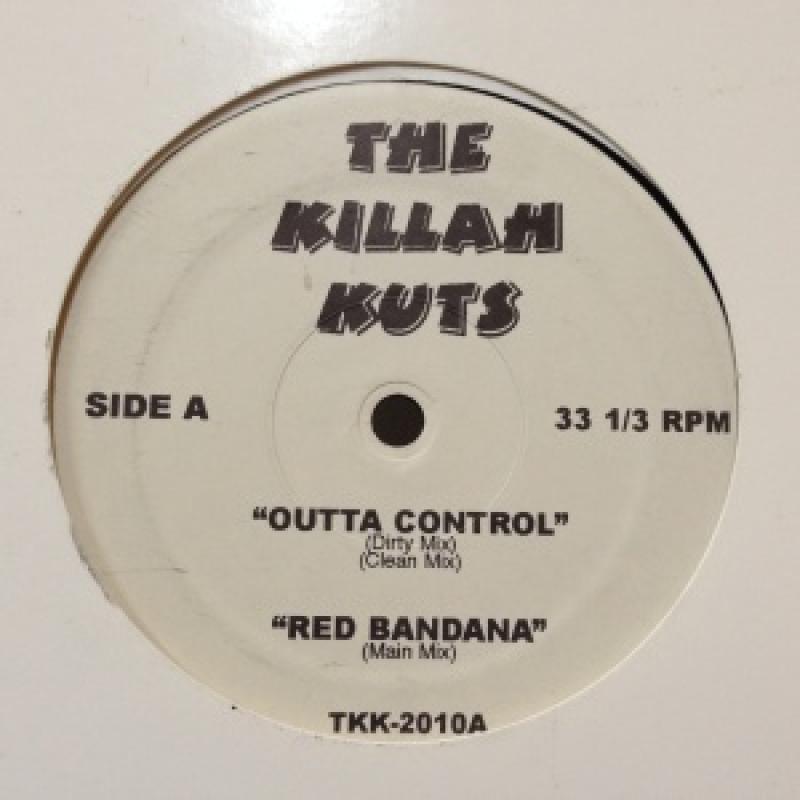 THE
KILLAH
KUTS
SIDE A
33 1/3 RPM
“OUTTA CONTROL”
(Dirty Mix)
(Clean Mix)
“RED BANDANA”
(Main Mix)
TKK-2010A